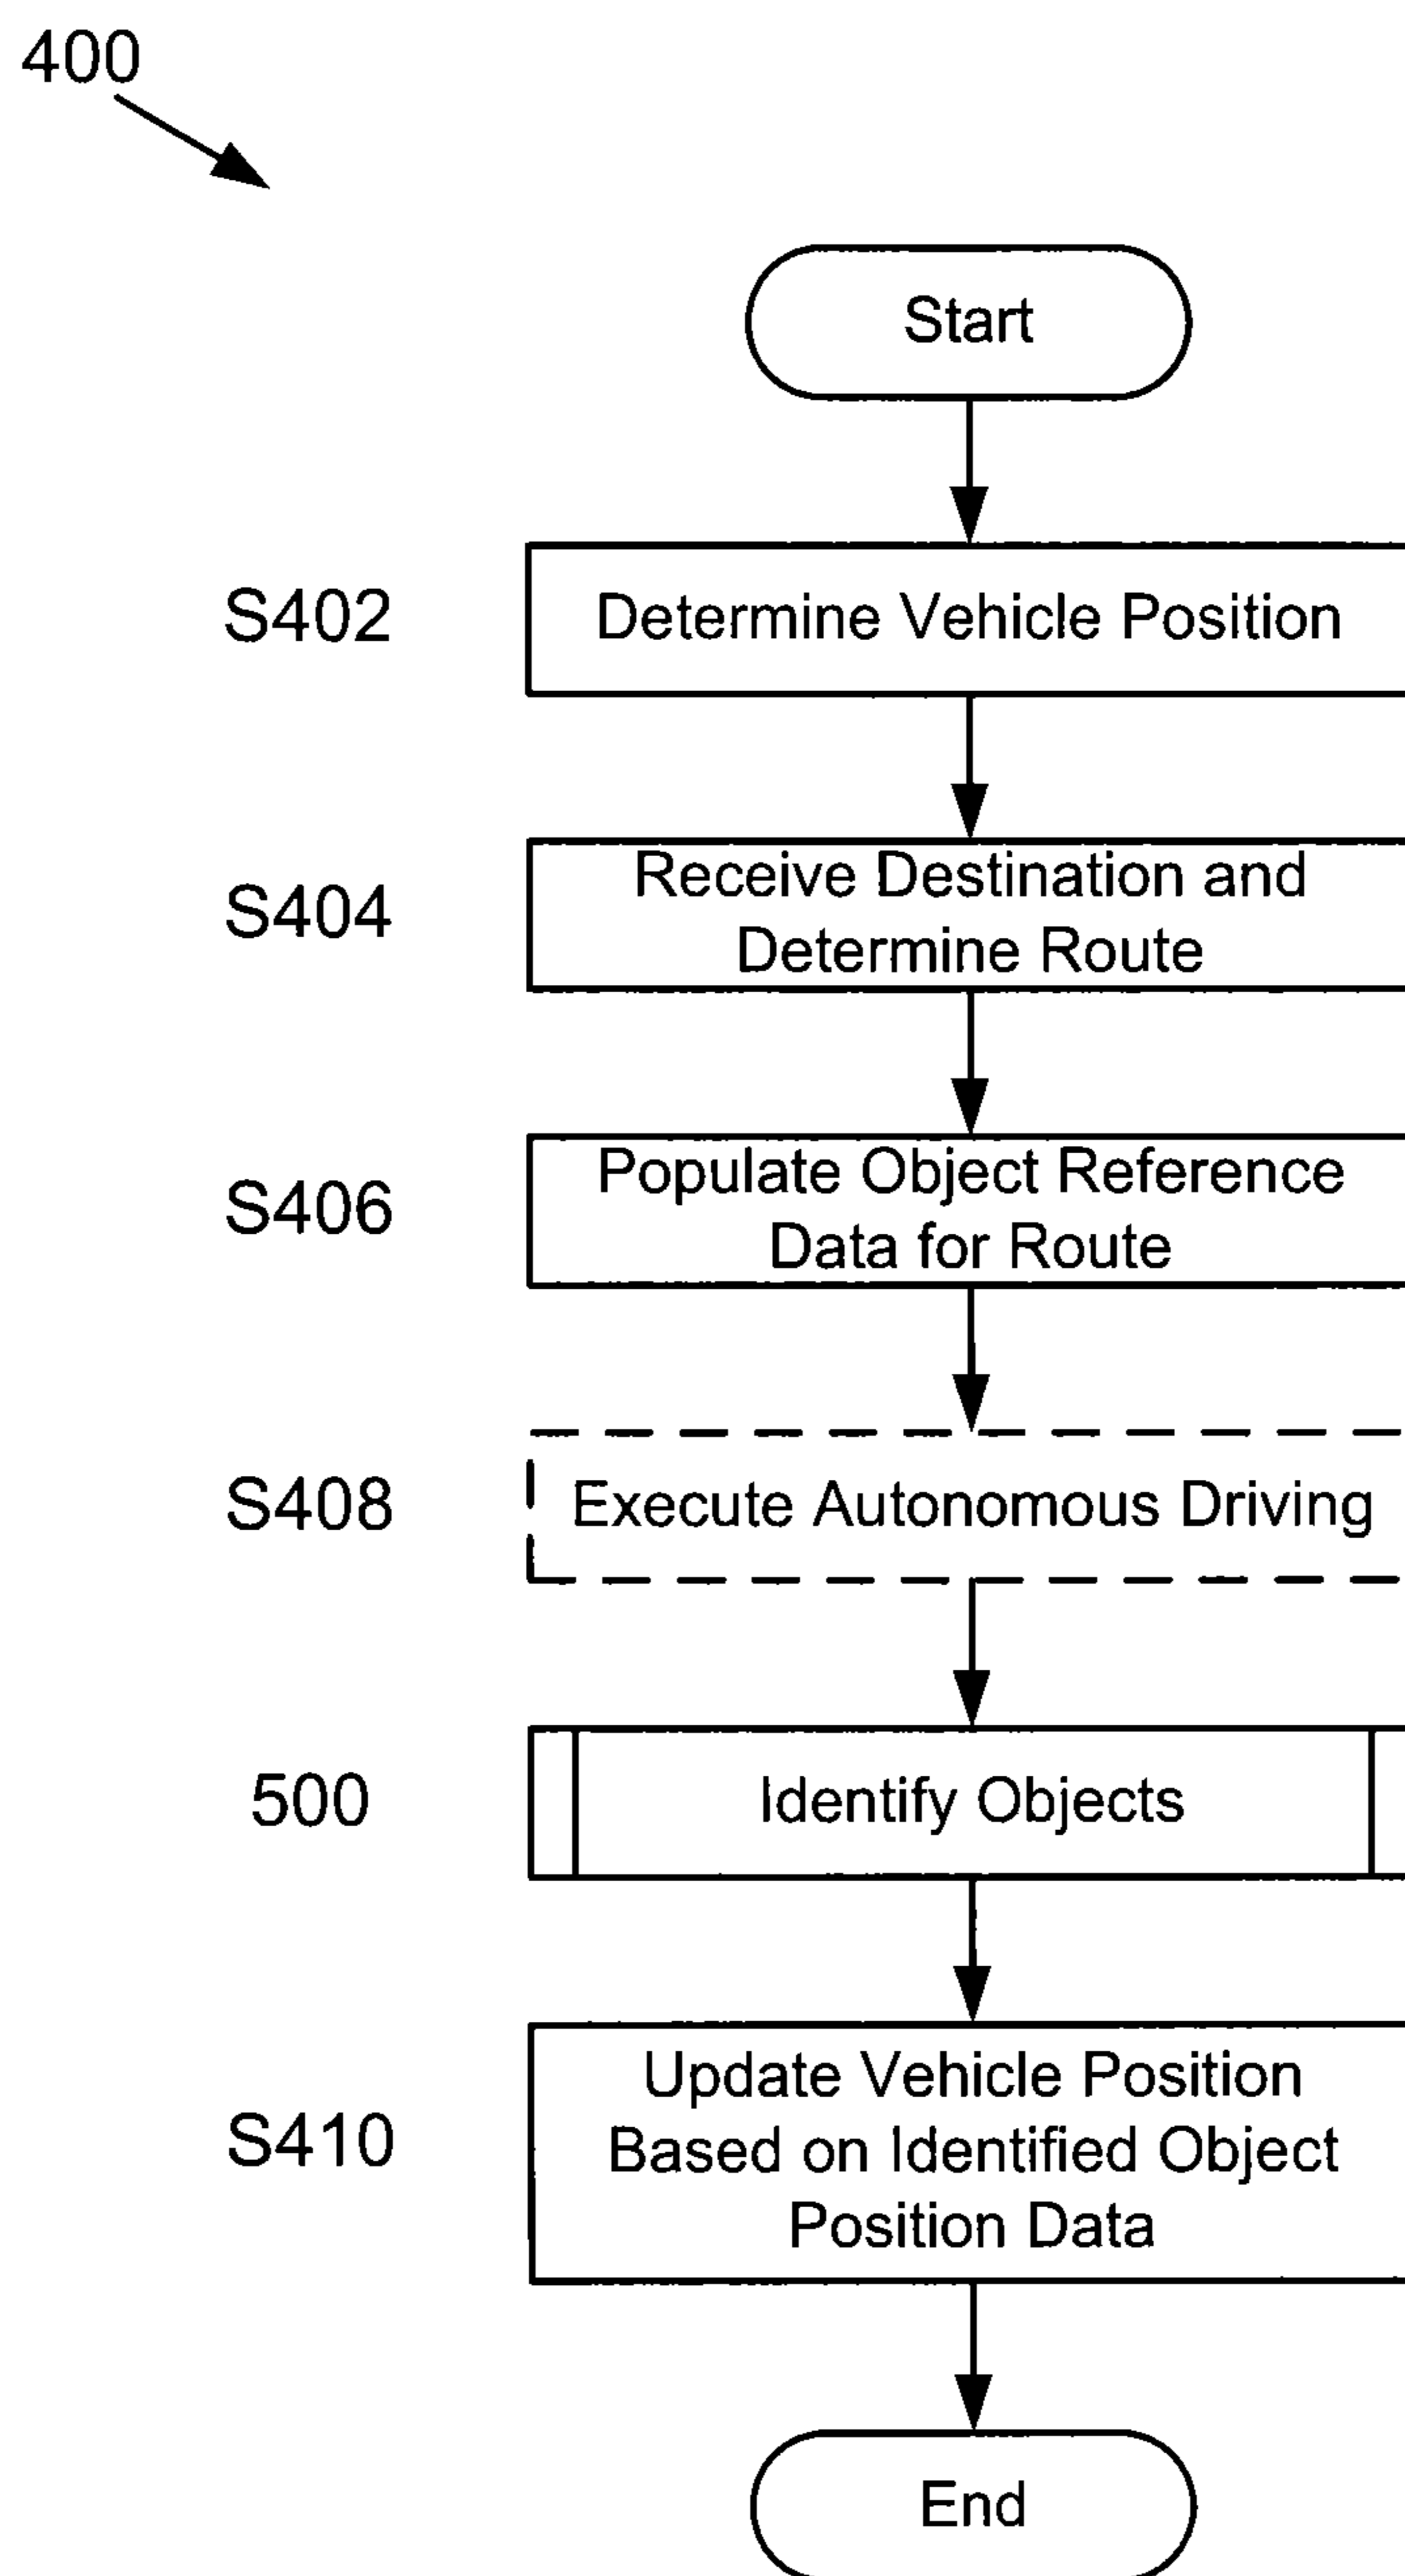 400
Start
S402
Determine Vehicle Position
S404
Receive Destination and
Determine Route
S406
Populate Object Reference
Data for Route
S408
Execute Autonomous Driving
500
Identify Objects
S410
Update Vehicle Position
Based on Identified Object
Position Data
End